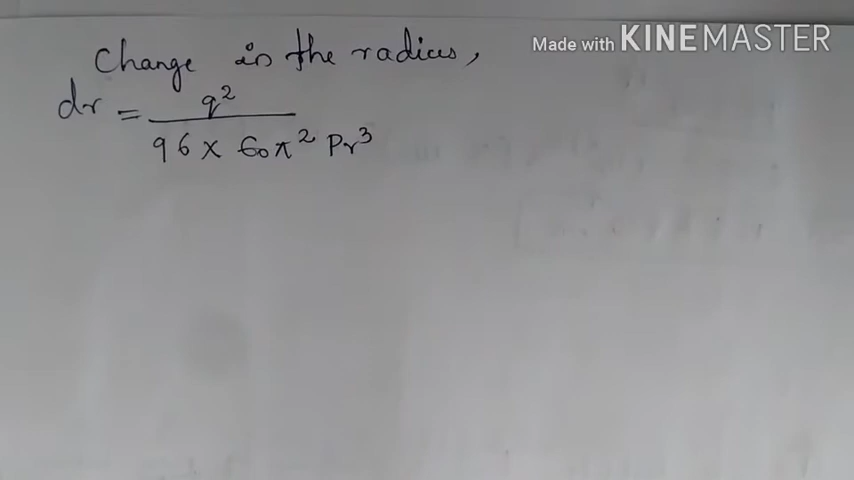 Made with KINEMASTER
Change in the radius,
dr = q² / 96 × ε₀π² Pr³